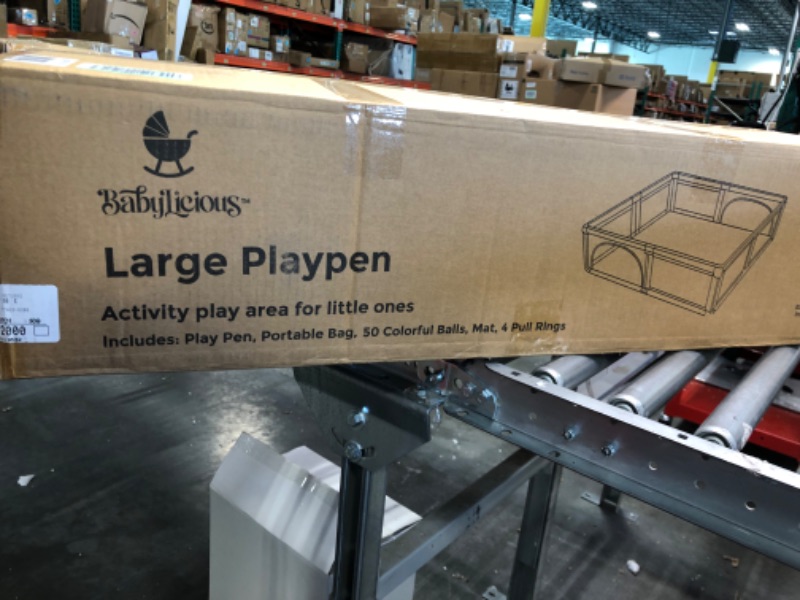 BabyLicious™
Large Playpen
Activity play area for little ones
Includes: Play Pen, Portable Bag, 50 Colorful Balls, Mat, 4 Pull Rings
2000